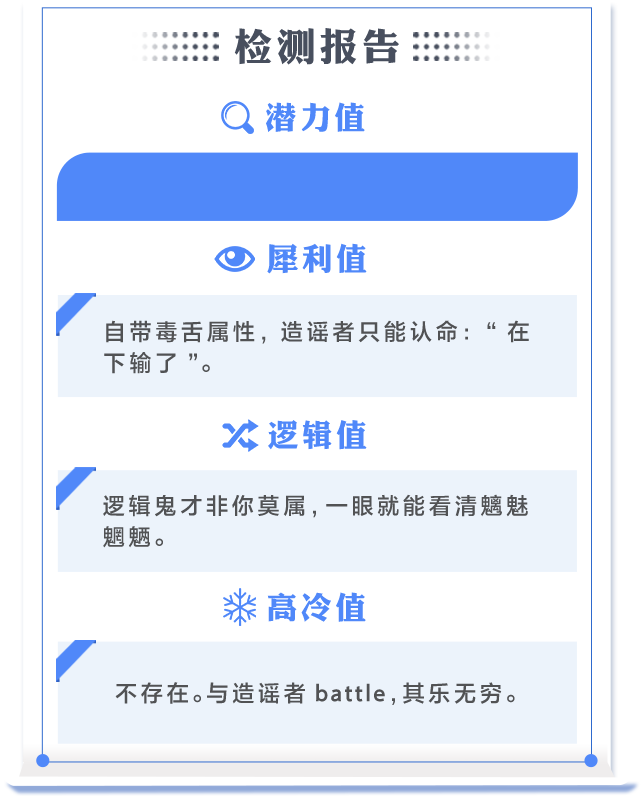 检测报告
潜力值
犀利值
自带毒舌属性，造谣者只能认命：“在
下输了”。
逻辑值
逻辑鬼才非你莫属，一眼就能看清魑魅
魍魉。
高冷值
不存在。与造谣者 battle，其乐无穷。